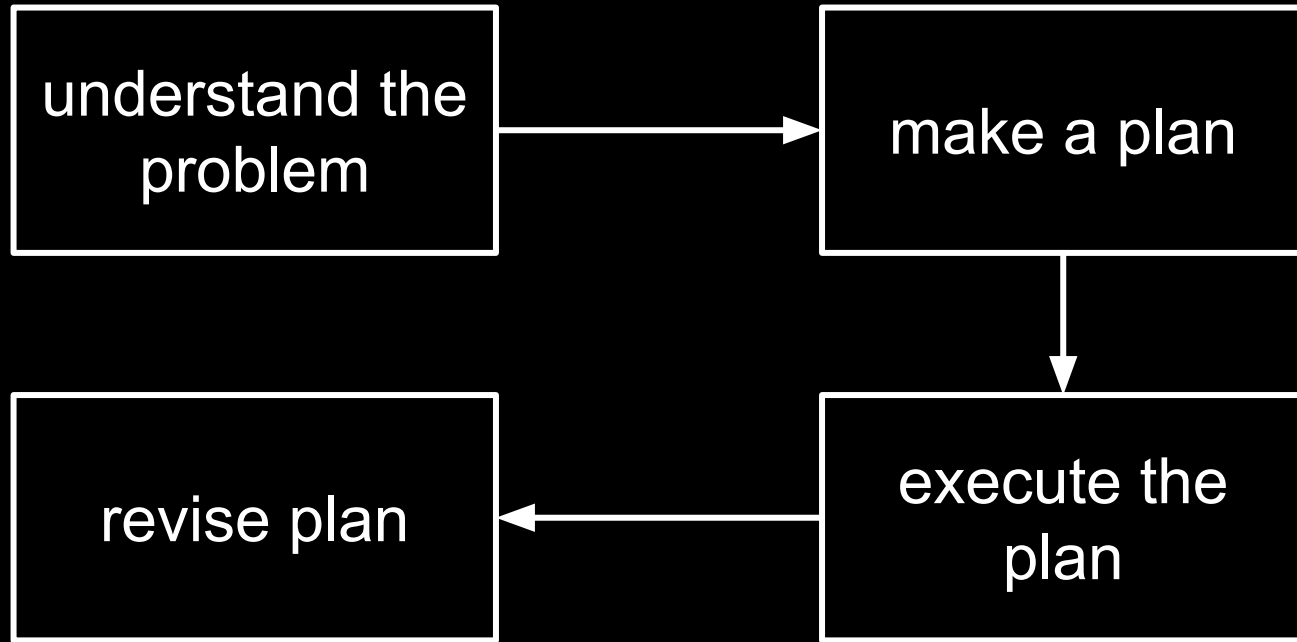 understand the
problem
make a plan
execute the
plan
revise plan